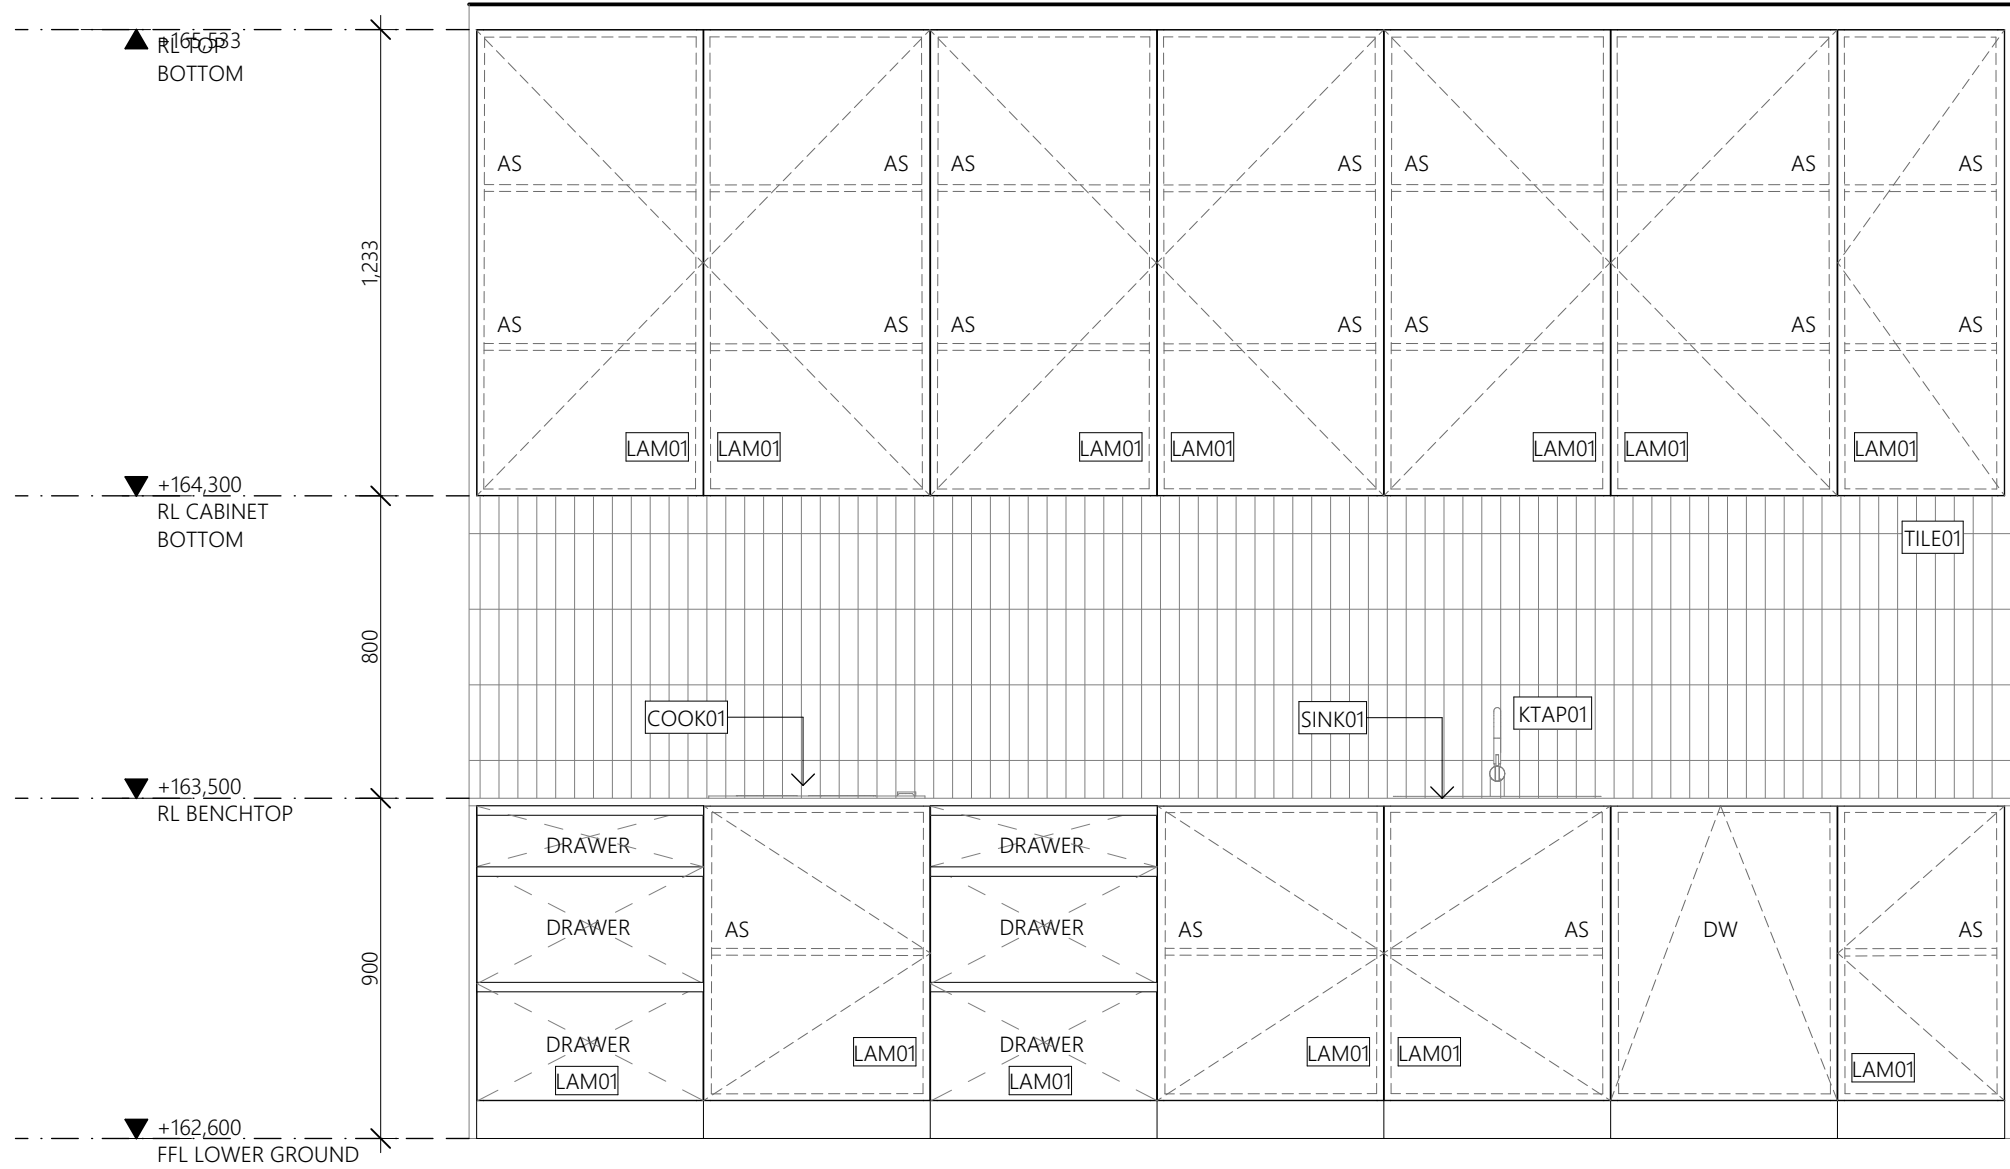 +165,533
RL TOP
BOTTOM
AS AS AS AS AS AS AS
1,233
AS AS AS AS AS AS AS
LAM01 LAM01 LAM01 LAM01 LAM01 LAM01 LAM01
+164,300
RL CABINET
BOTTOM
TILE01
800
COOK01 SINK01 KTAP01
+163,500
RL BENCHTOP
DRAWER DRAWER
DRAWER AS DRAWER AS AS DW AS
900
DRAWER LAM01 DRAWER LAM01 LAM01 LAM01
LAM01 LAM01
+162,600
FFL LOWER GROUND